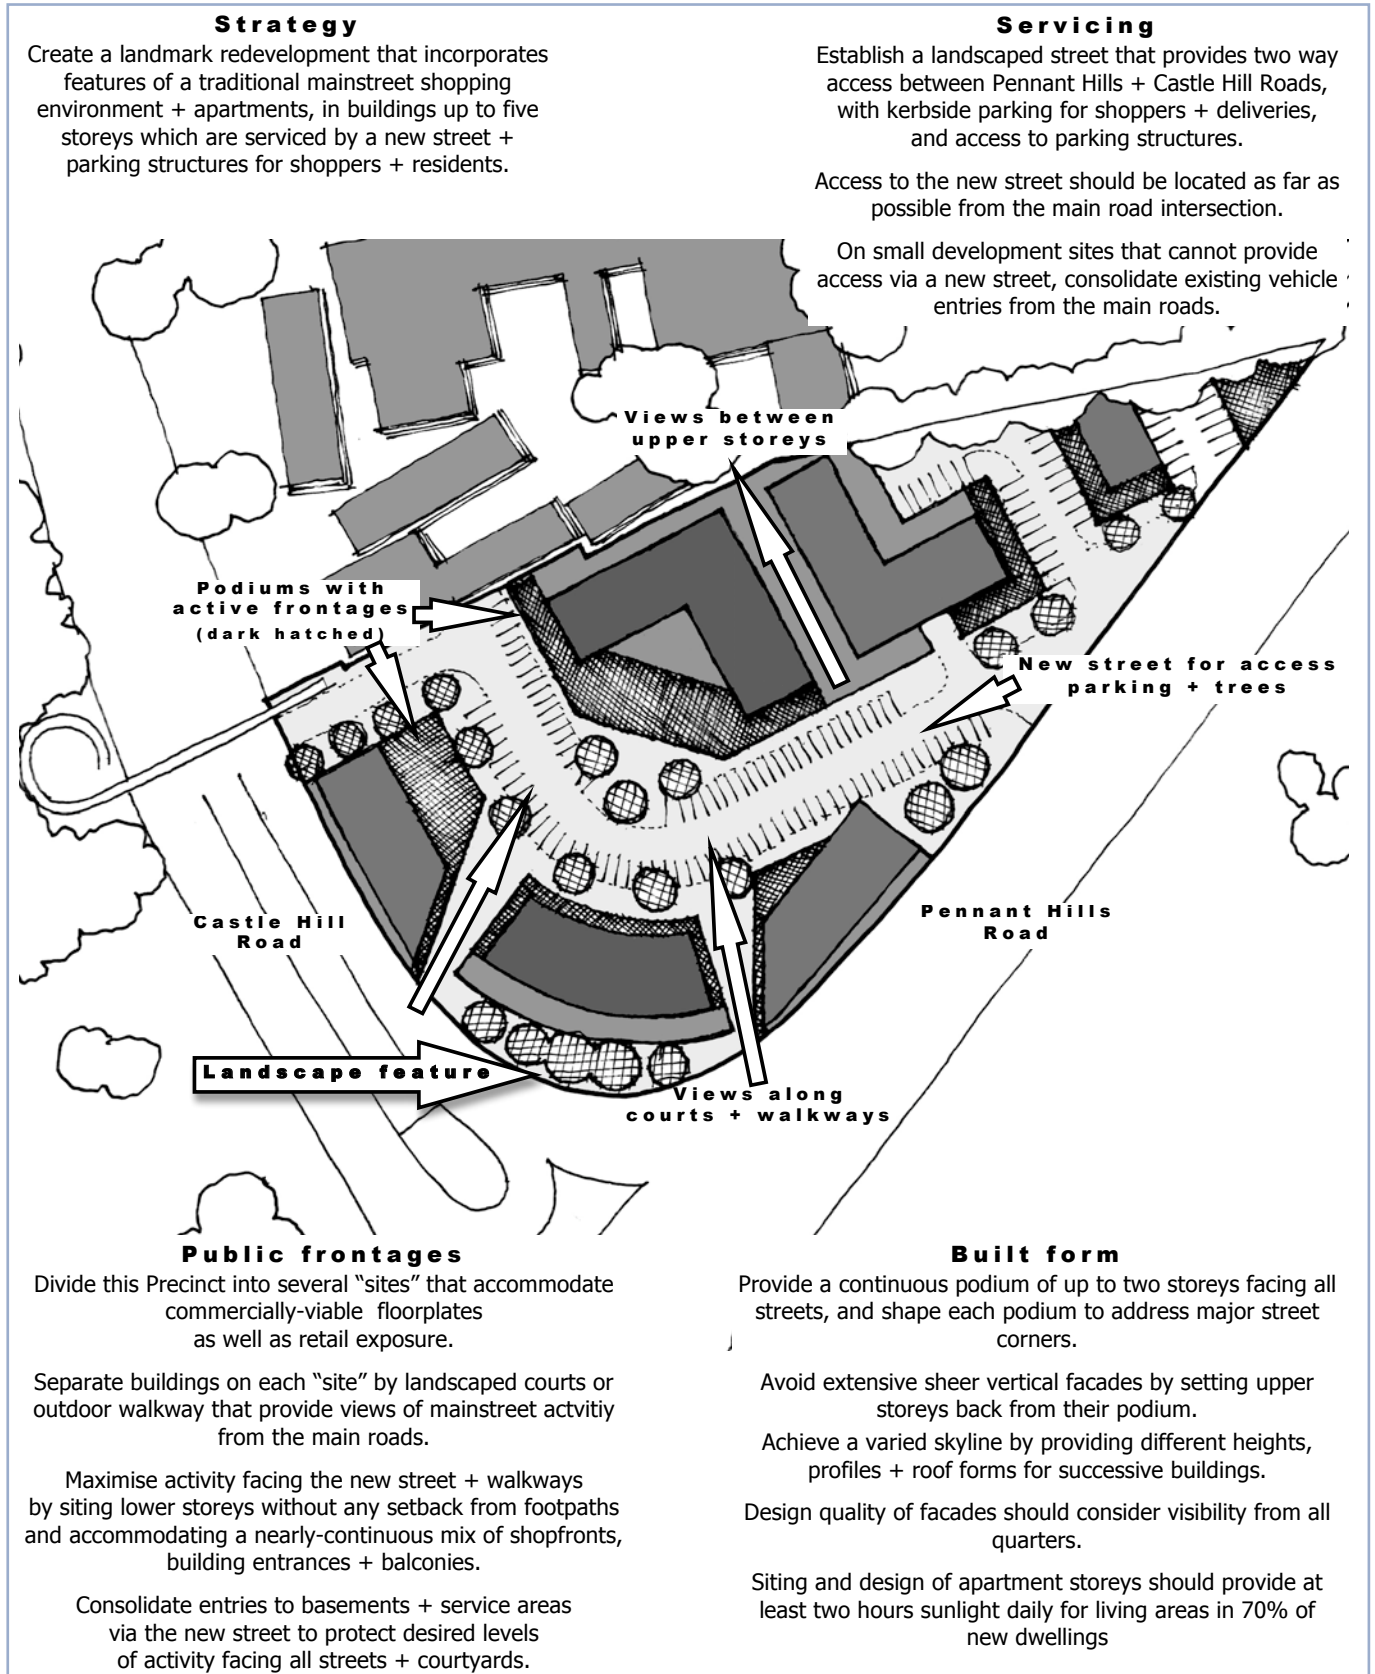 Strategy
Create a landmark redevelopment that incorporates
features of a traditional mainstreet shopping
environment + apartments, in buildings up to five
storeys which are serviced by a new street +
parking structures for shoppers + residents.
Servicing
Establish a landscaped street that provides two way
access between Pennant Hills + Castle Hill Roads,
with kerbside parking for shoppers + deliveries,
and access to parking structures.
Access to the new street should be located as far as
possible from the main road intersection.
On small development sites that cannot provide
access via a new street, consolidate existing vehicle
entries from the main roads.
Views between
upper storeys
Podiums with
active frontages
(dark hatched)
New street for access
parking + trees
Castle Hill
Road
Pennant Hills
Road
Landscape feature
Views along
courts + walkways
Public frontages
Divide this Precinct into several “sites” that accommodate
commercially-viable floorplates
as well as retail exposure.
Separate buildings on each “site” by landscaped courts or
outdoor walkway that provide views of mainstreet actvitiy
from the main roads.
Maximise activity facing the new street + walkways
by siting lower storeys without any setback from footpaths
and accommodating a nearly-continuous mix of shopfronts,
building entrances + balconies.
Consolidate entries to basements + service areas
via the new street to protect desired levels
of activity facing all streets + courtyards.
Built form
Provide a continuous podium of up to two storeys facing all
streets, and shape each podium to address major street
corners.
Avoid extensive sheer vertical facades by setting upper
storeys back from their podium.
Achieve a varied skyline by providing different heights,
profiles + roof forms for successive buildings.
Design quality of facades should consider visibility from all
quarters.
Siting and design of apartment storeys should provide at
least two hours sunlight daily for living areas in 70% of
new dwellings